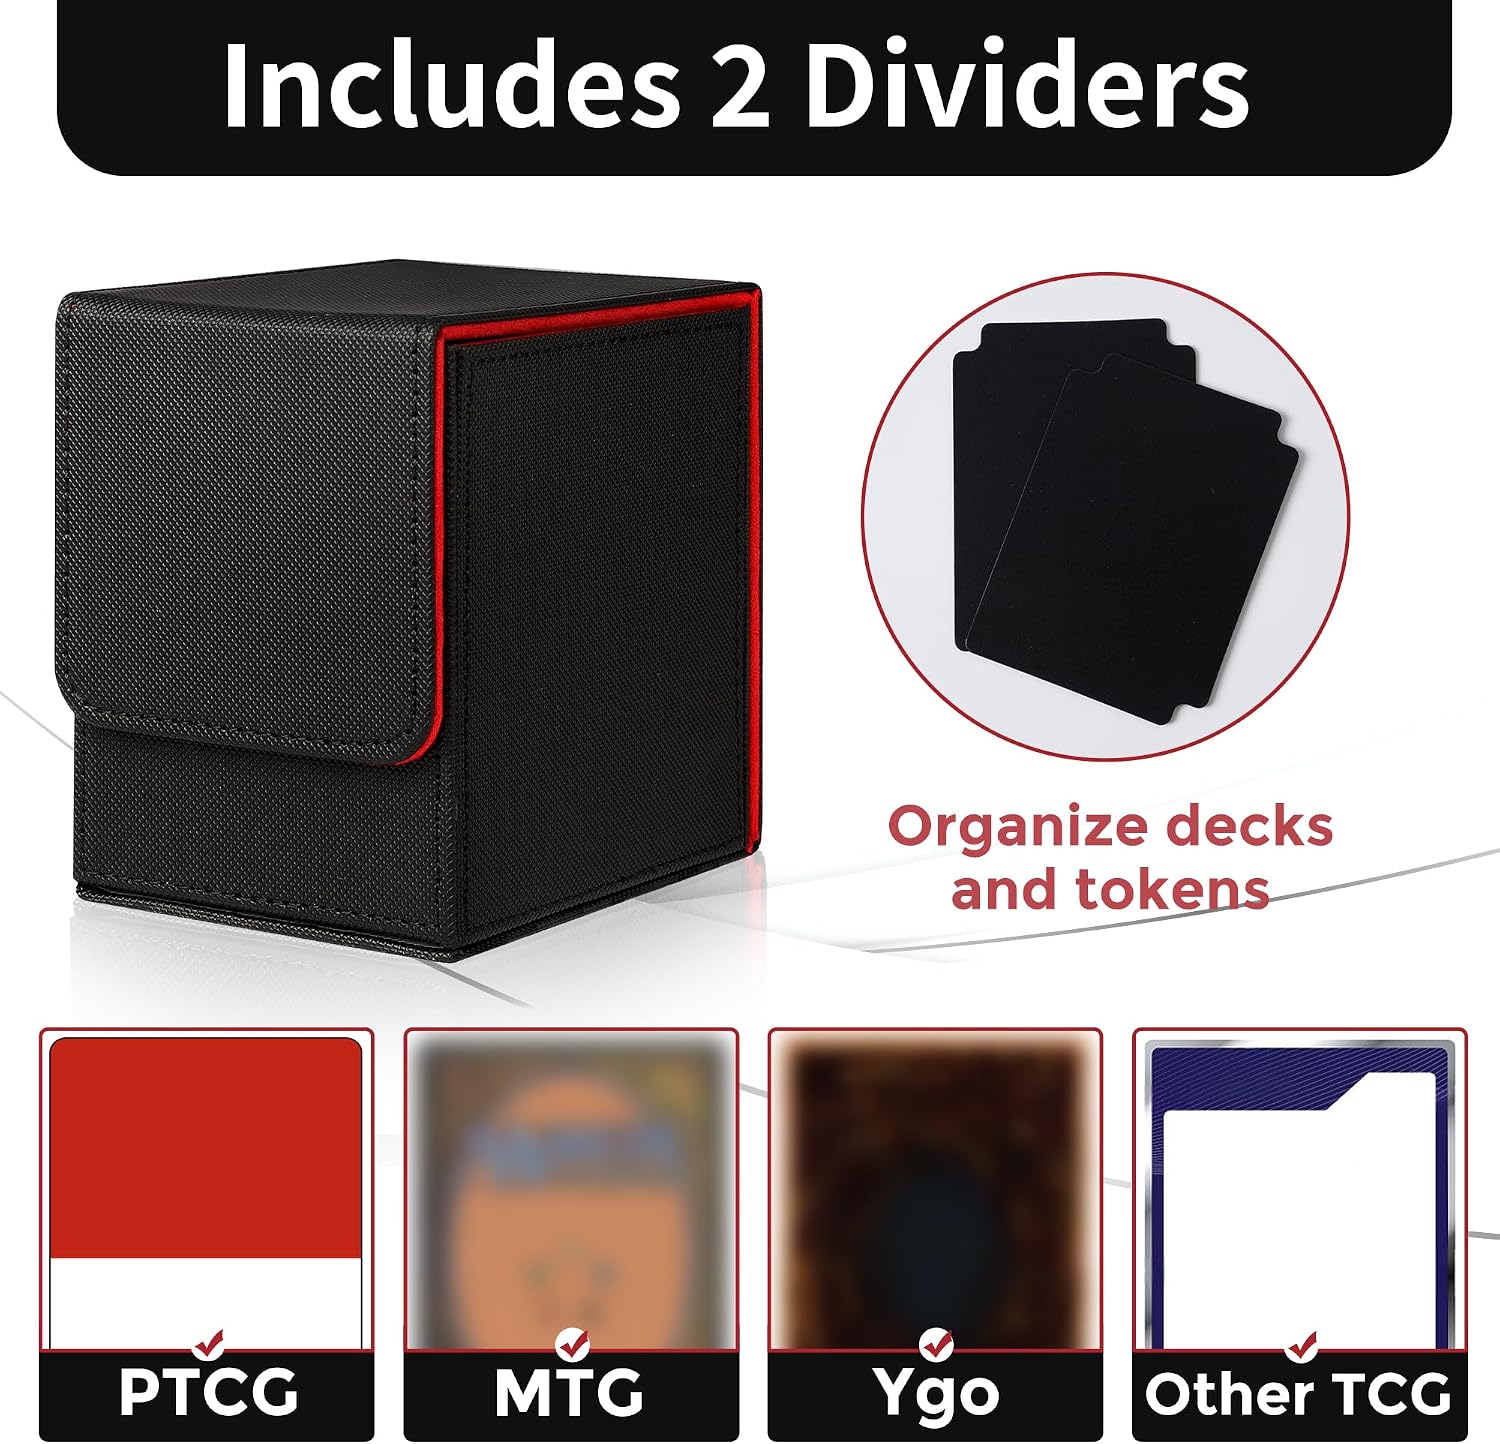 Includes 2 Dividers
Organize decks
and tokens
PTCG
MTG
Ygo
Other TCG